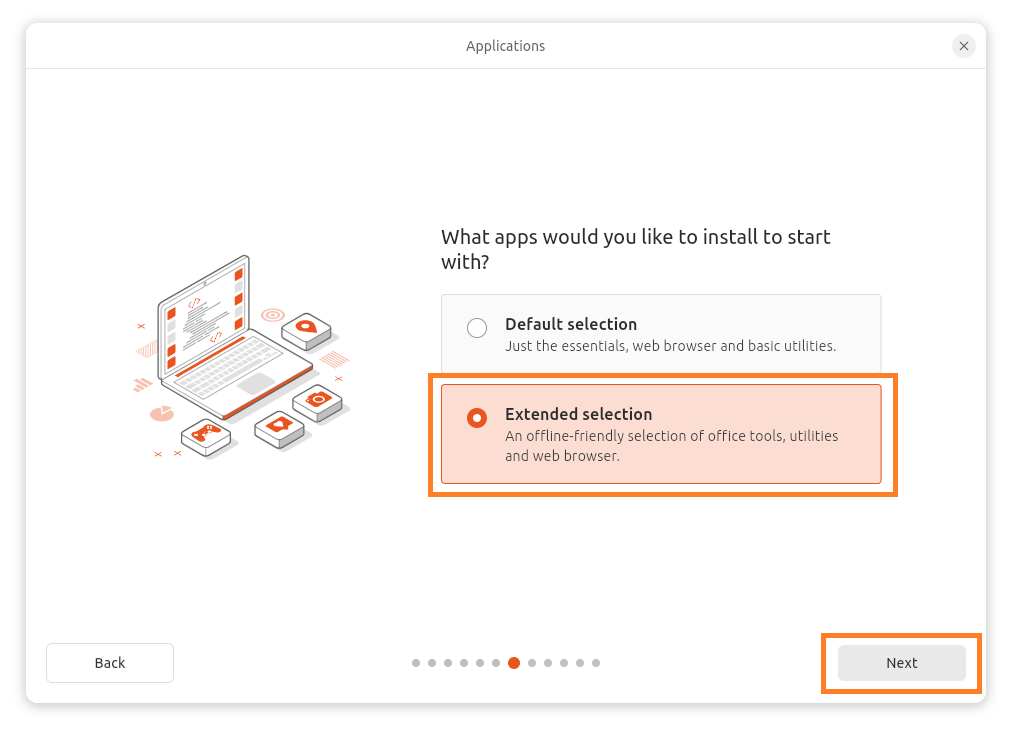 Applications
What apps would you like to install to start
with?
Default selection
Just the essentials, web browser and basic utilities.
Extended selection
An offline-friendly selection of office tools, utilities
and web browser.
Back
Next